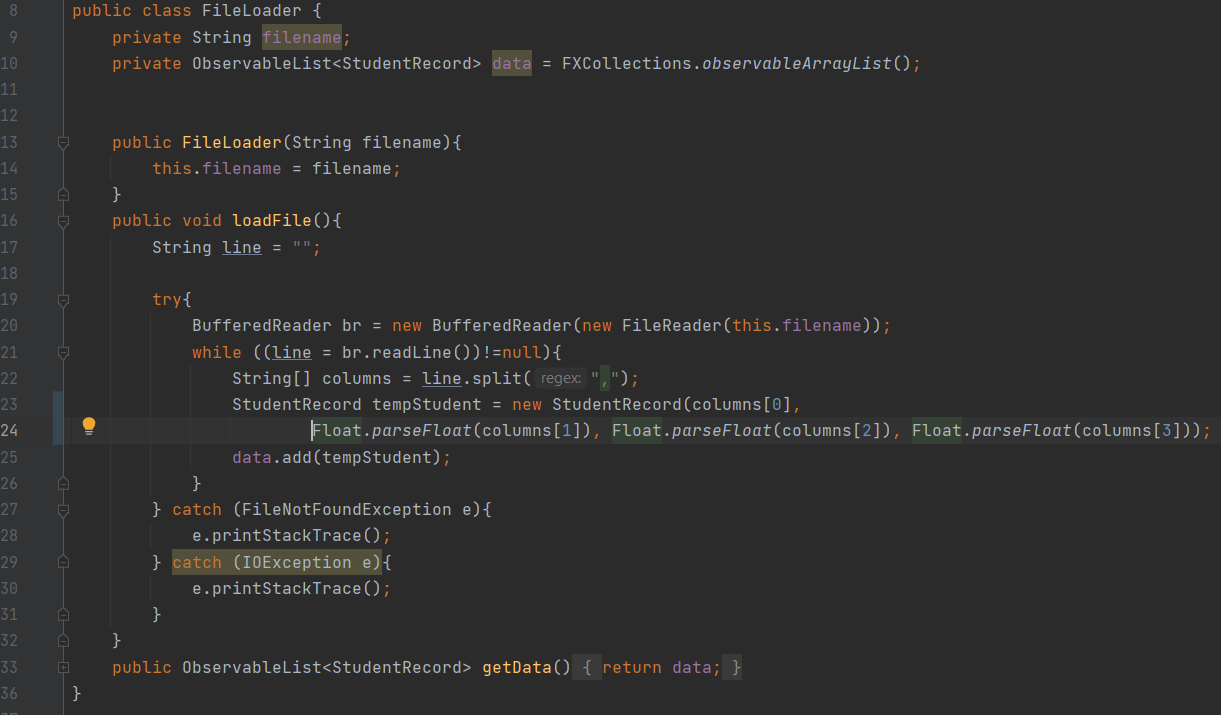 8 public class FileLoader {
9     private String filename;
10     private ObservableList<StudentRecord> data = FXCollections.observableArrayList();
11
12
13     public FileLoader(String filename){
14         this.filename = filename;
15     }
16     public void loadFile(){
17         String line = "";
18
19         try{
20             BufferedReader br = new BufferedReader(new FileReader(this.filename));
21             while ((line = br.readLine())!=null){
22                 String[] columns = line.split( regex: ",");
23                 StudentRecord tempStudent = new StudentRecord(columns[0],
24                         Float.parseFloat(columns[1]), Float.parseFloat(columns[2]), Float.parseFloat(columns[3]));
25                 data.add(tempStudent);
26             }
27         } catch (FileNotFoundException e){
28             e.printStackTrace();
29         } catch (IOException e){
30             e.printStackTrace();
31         }
32     }
33     public ObservableList<StudentRecord> getData() { return data; }
36 }